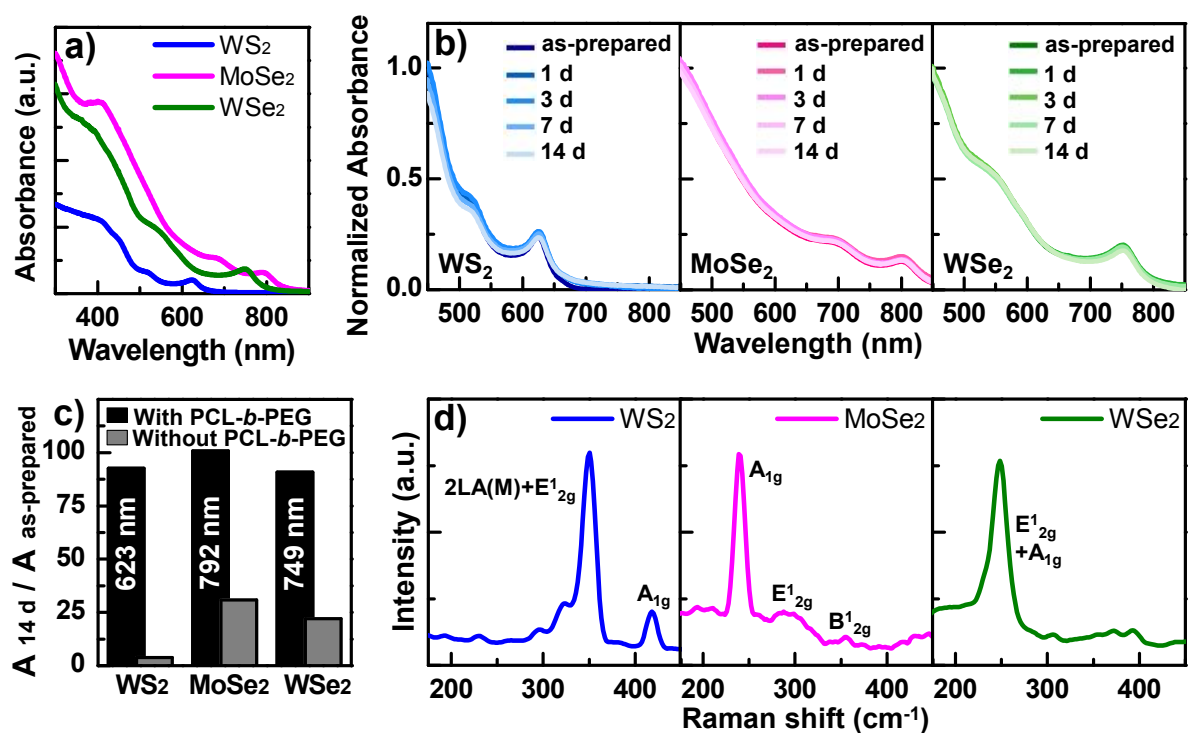 a)
WS2
MoSe2
WSe2
Absorbance (a.u.)
400 600 800
Wavelength (nm)
b)
Normalized Absorbance
1.0
0.5
0.0
as-prepared
1 d
3 d
7 d
14 d
WS2
as-prepared
1 d
3 d
7 d
14 d
MoSe2
as-prepared
1 d
3 d
7 d
14 d
WSe2
500 600 700 500 600 700 800 500 600 700 800
Wavelength (nm)
c)
With PCL-b-PEG
Without PCL-b-PEG
A 14 d / A as-prepared
100
75
50
25
0
623 nm
792 nm
749 nm
WS2 MoSe2 WSe2
d)
Intensity (a.u.)
WS2
2LA(M)+E¹2g
A1g
MoSe2
A1g
E¹2g
B¹2g
WSe2
E¹2g
+A1g
200 300 400 200 300 400 200 300 400
Raman shift (cm⁻¹)